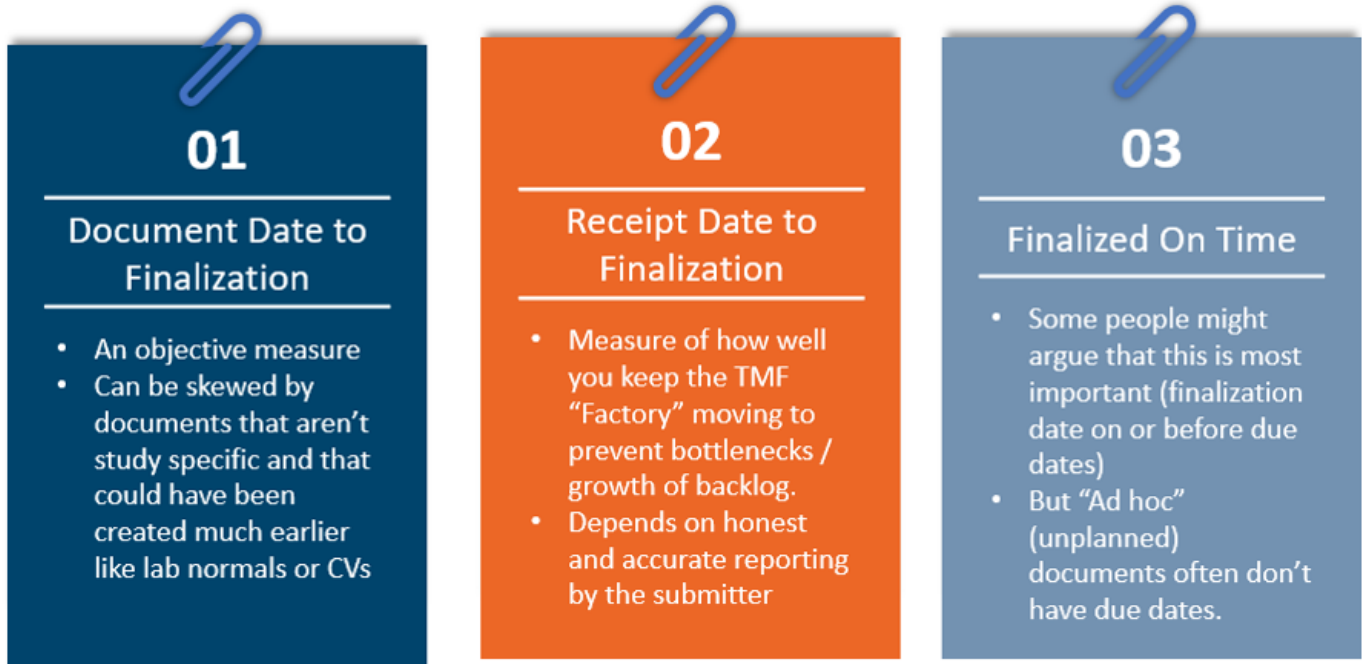 01
Document Date to
Finalization
• An objective measure
• Can be skewed by
documents that aren’t
study specific and that
could have been
created much earlier
like lab normals or CVs
02
Receipt Date to
Finalization
• Measure of how well
you keep the TMF
“Factory” moving to
prevent bottlenecks /
growth of backlog.
• Depends on honest
and accurate reporting
by the submitter
03
Finalized On Time
• Some people might
argue that this is most
important (finalization
date on or before due
dates)
• But “Ad hoc”
(unplanned)
documents often don’t
have due dates.